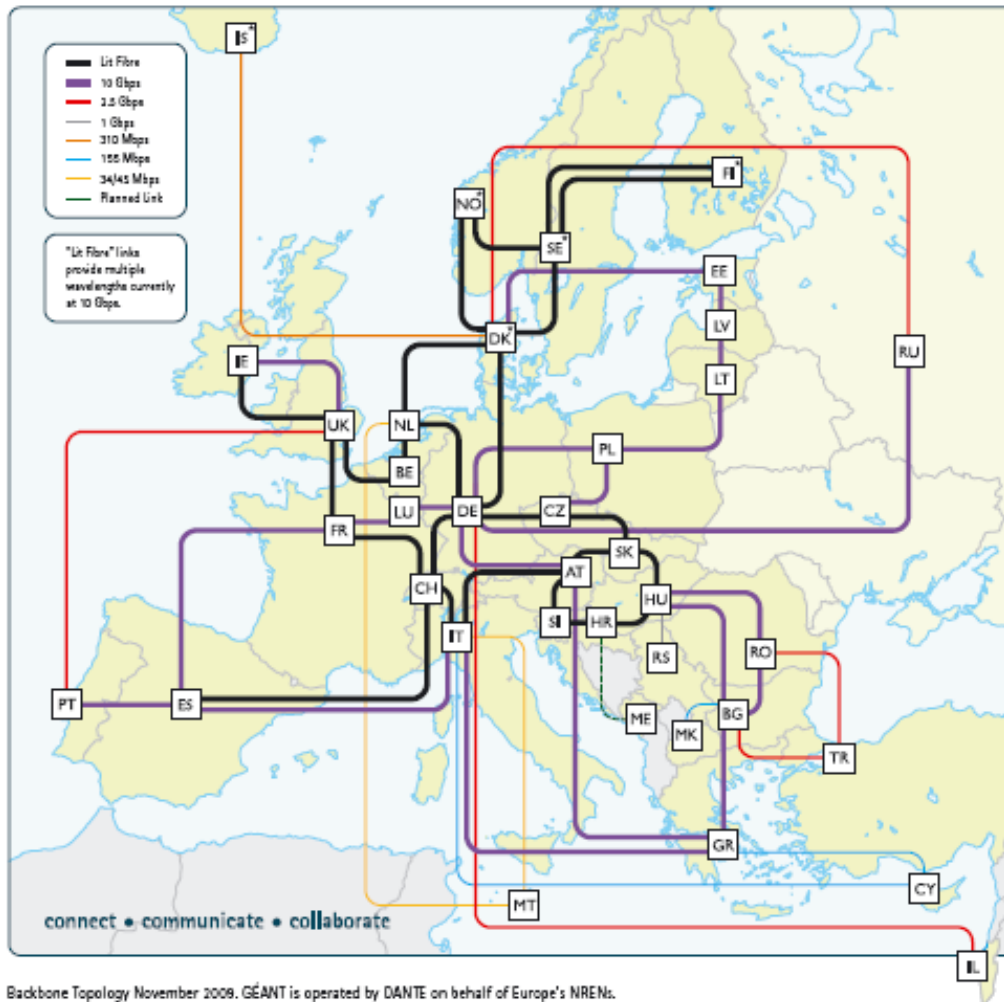 IS*
Lit Fibre
10 Gbps
2.5 Gbps
1 Gbps
310 Mbps
155 Mbps
34/45 Mbps
Planned Link
"Lit Fibre" links
provide multiple
wavelengths currently
at 10 Gbps.
FI*
NO*
SE*
EE
LV
DK*
RU
IE
LT
UK
NL
PL
BE
LU
DE
CZ
FR
SK
AT
CH
HU
SI
HR
IT
RS
RO
PT
ES
ME
BG
MK
TR
GR
CY
MT
connect • communicate • collaborate
IL
Backbone Topology November 2009. GÉANT is operated by DANTE on behalf of Europe's NRENs.